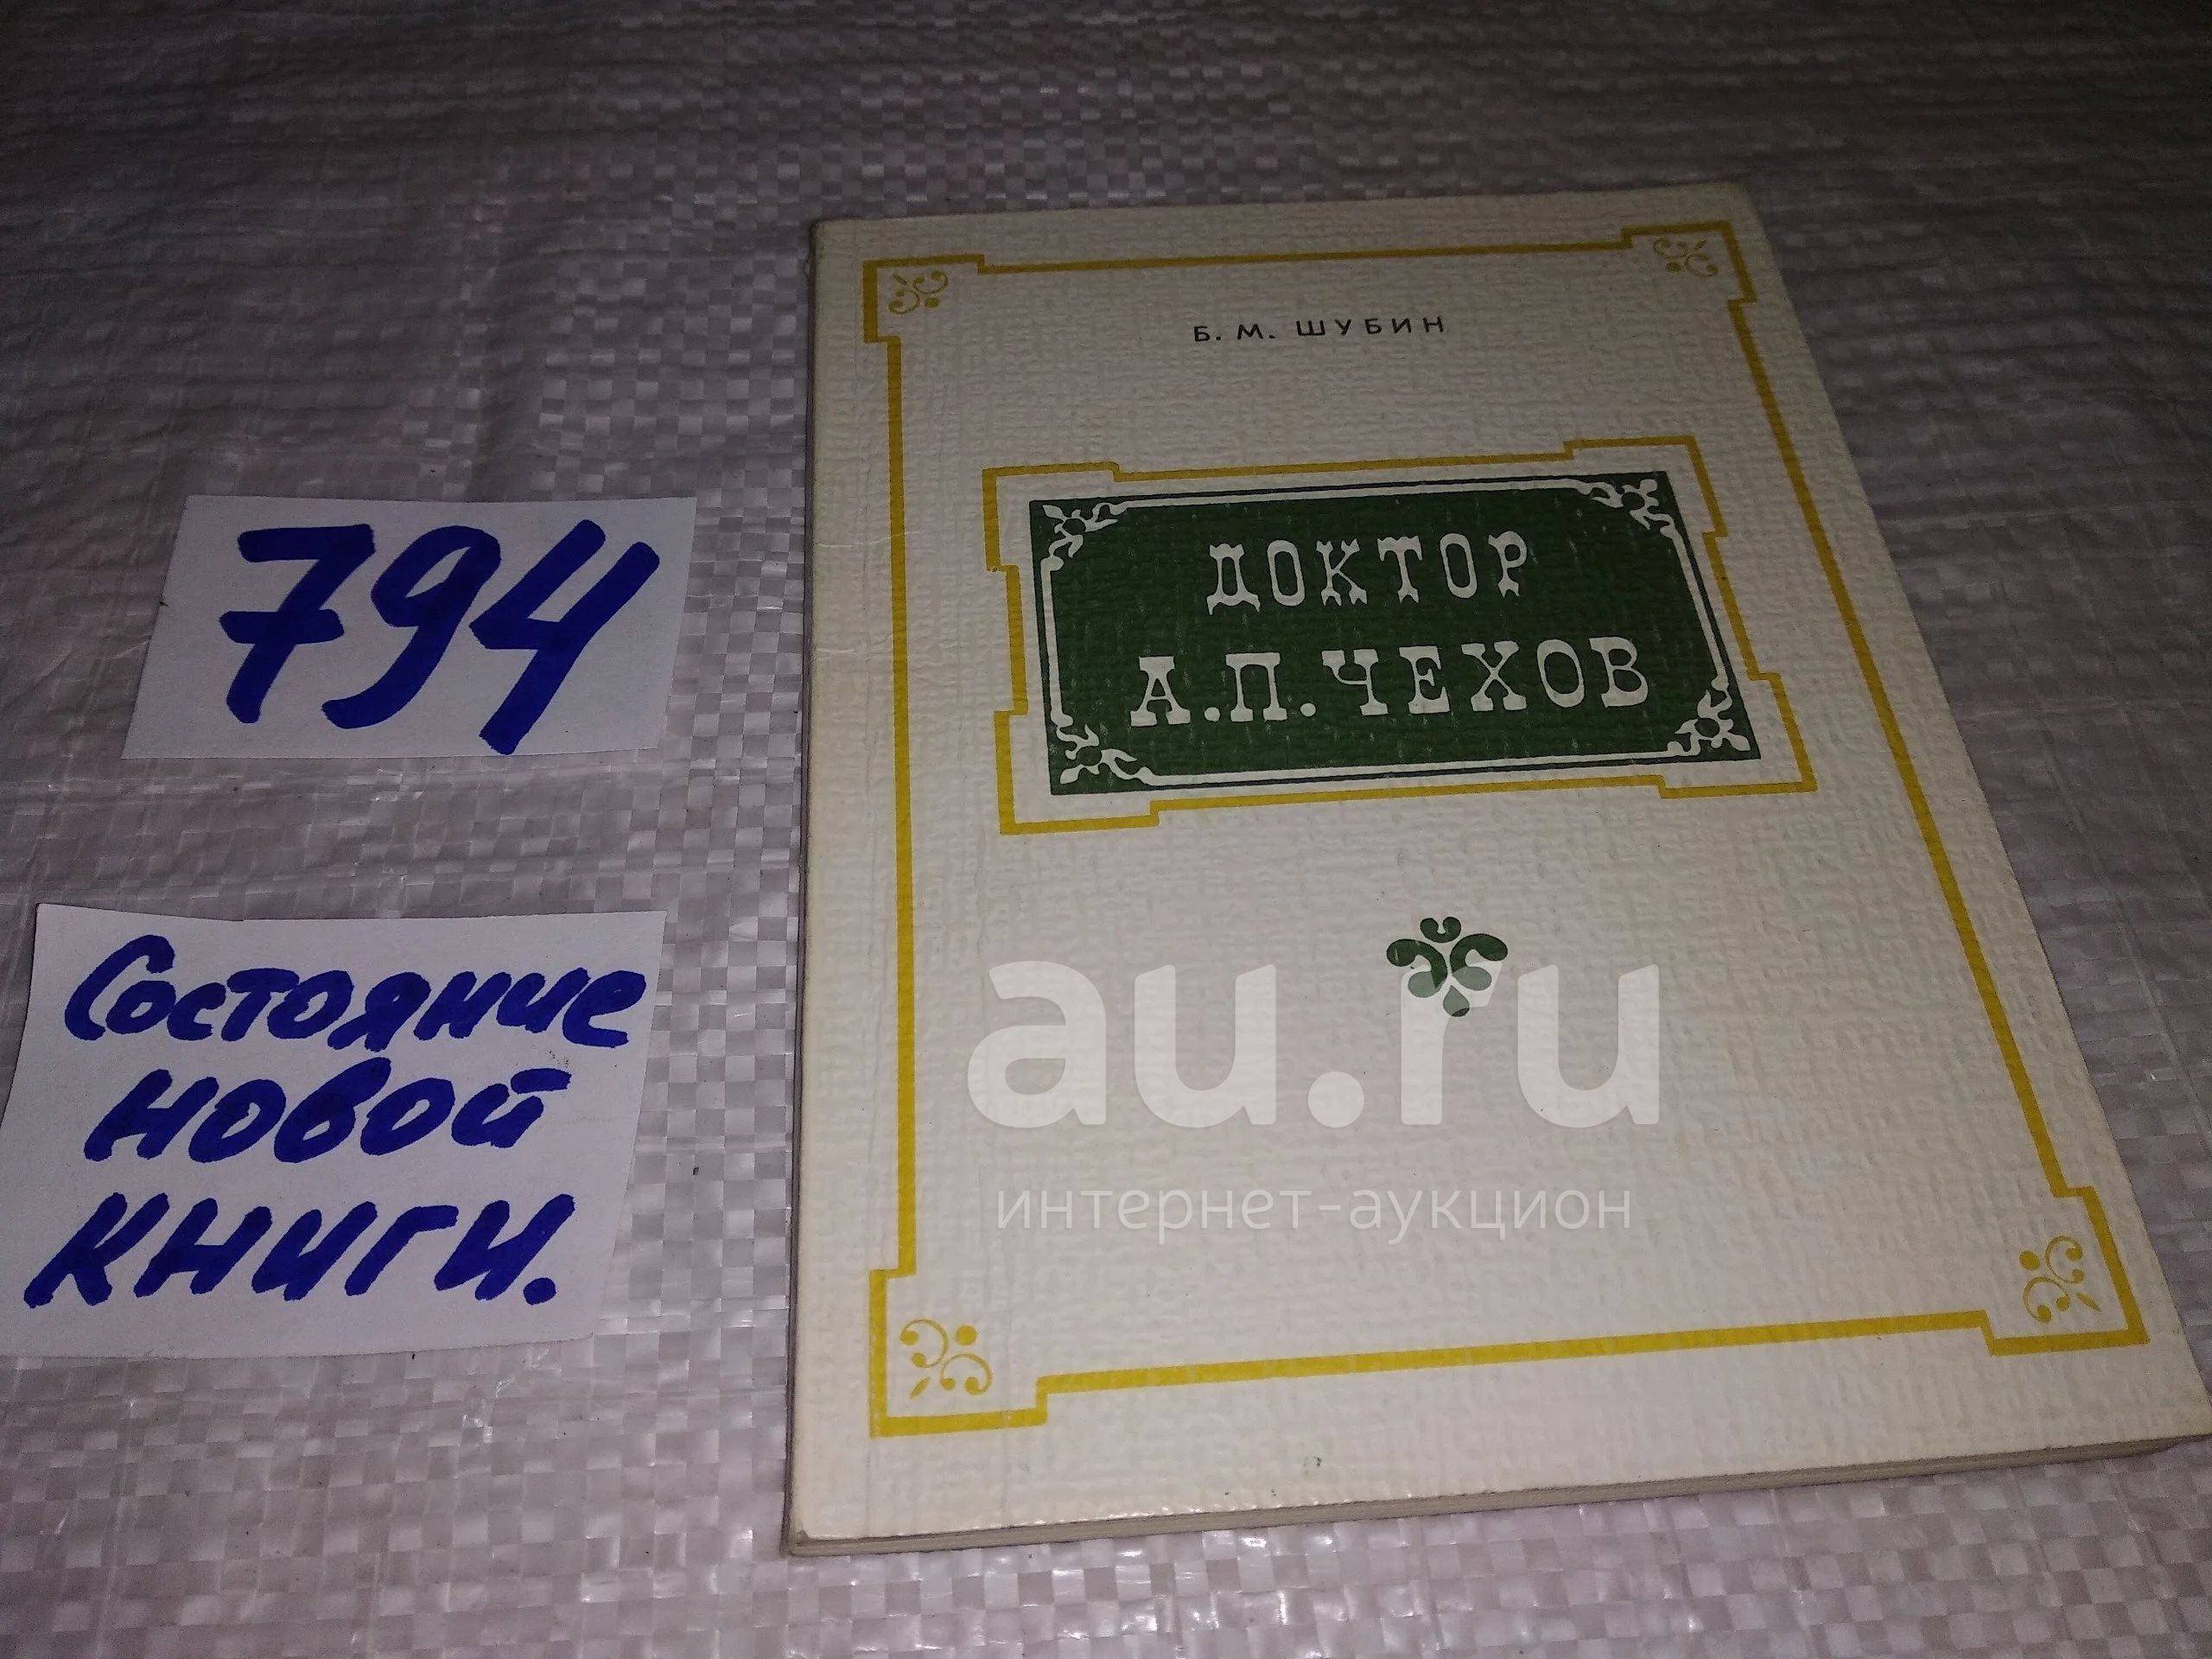 Б. М. ШУБИН
ДОКТОР
А.П. ЧЕХОВ
794
Состояние
новой
книги.
au.ru
интернет-аукцион